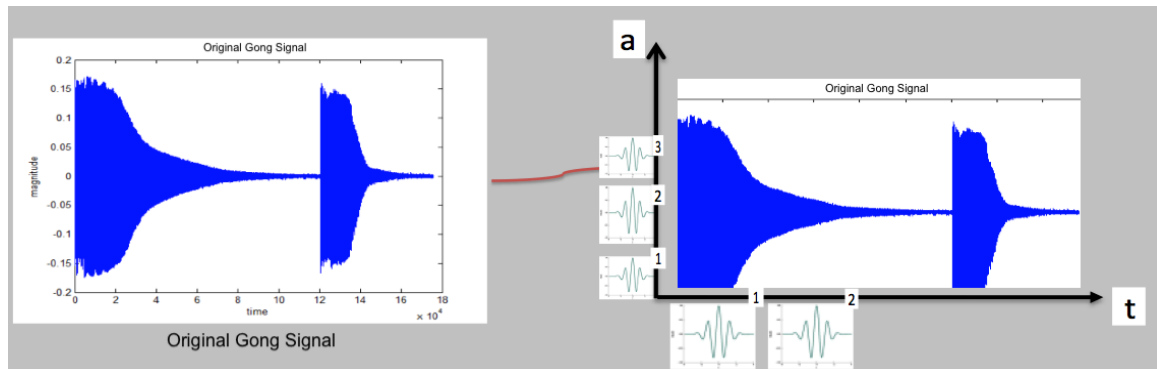 Original Gong Signal
0.2
0.15
0.1
0.05
0
-0.05
-0.1
-0.15
-0.2
magnitude
0 2 4 6 8 10 12 14 16 18
time
× 10⁴
Original Gong Signal
a
Original Gong Signal
3
2
1
1 2
t